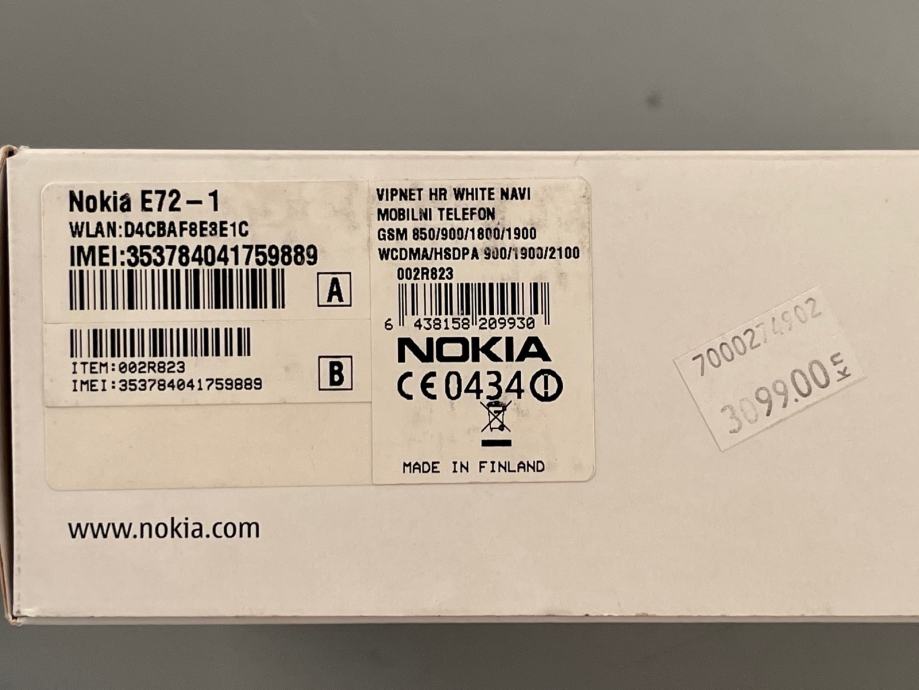 Nokia E72-1
WLAN:D4CBAF8E3E1C
IMEI:353784041759889
A
ITEM:002R823
IMEI:353784041759889
B
VIPNET HR WHITE NAVI
MOBILNI TELEFON
GSM 850/900/1800/1900
WCDMA/HSDPA 900/1900/2100
002R823
6 438158 209930
NOKIA
CE0434
MADE IN FINLAND
7000274902
3099.00 kn
www.nokia.com